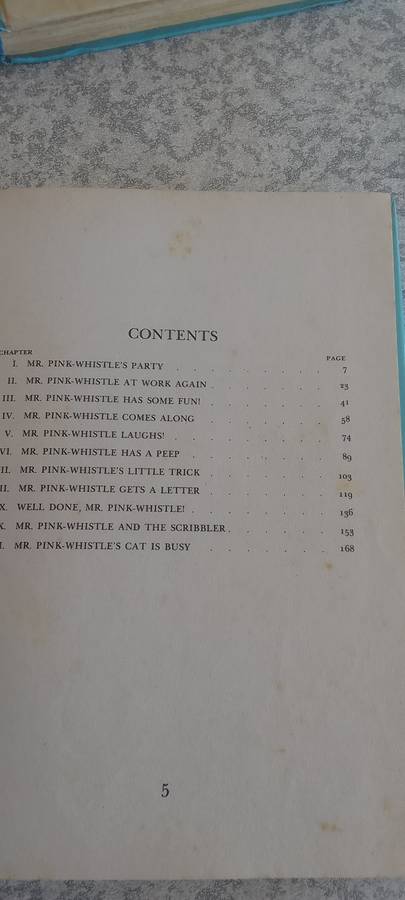 CONTENTS
CHAPTER PAGE
I. MR. PINK-WHISTLE'S PARTY . . . . . . . 7
II. MR. PINK-WHISTLE AT WORK AGAIN . . . . . 23
III. MR. PINK-WHISTLE HAS SOME FUN! . . . . . 41
IV. MR. PINK-WHISTLE COMES ALONG . . . . . 58
V. MR. PINK-WHISTLE LAUGHS! . . . . . . 74
VI. MR. PINK-WHISTLE HAS A PEEP . . . . . . 89
II. MR. PINK-WHISTLE'S LITTLE TRICK . . . . . 103
II. MR. PINK-WHISTLE GETS A LETTER . . . . . 119
X. WELL DONE, MR. PINK-WHISTLE! . . . . . . 136
X. MR. PINK-WHISTLE AND THE SCRIBBLER . . . . 153
I. MR. PINK-WHISTLE'S CAT IS BUSY . . . . . 168
5